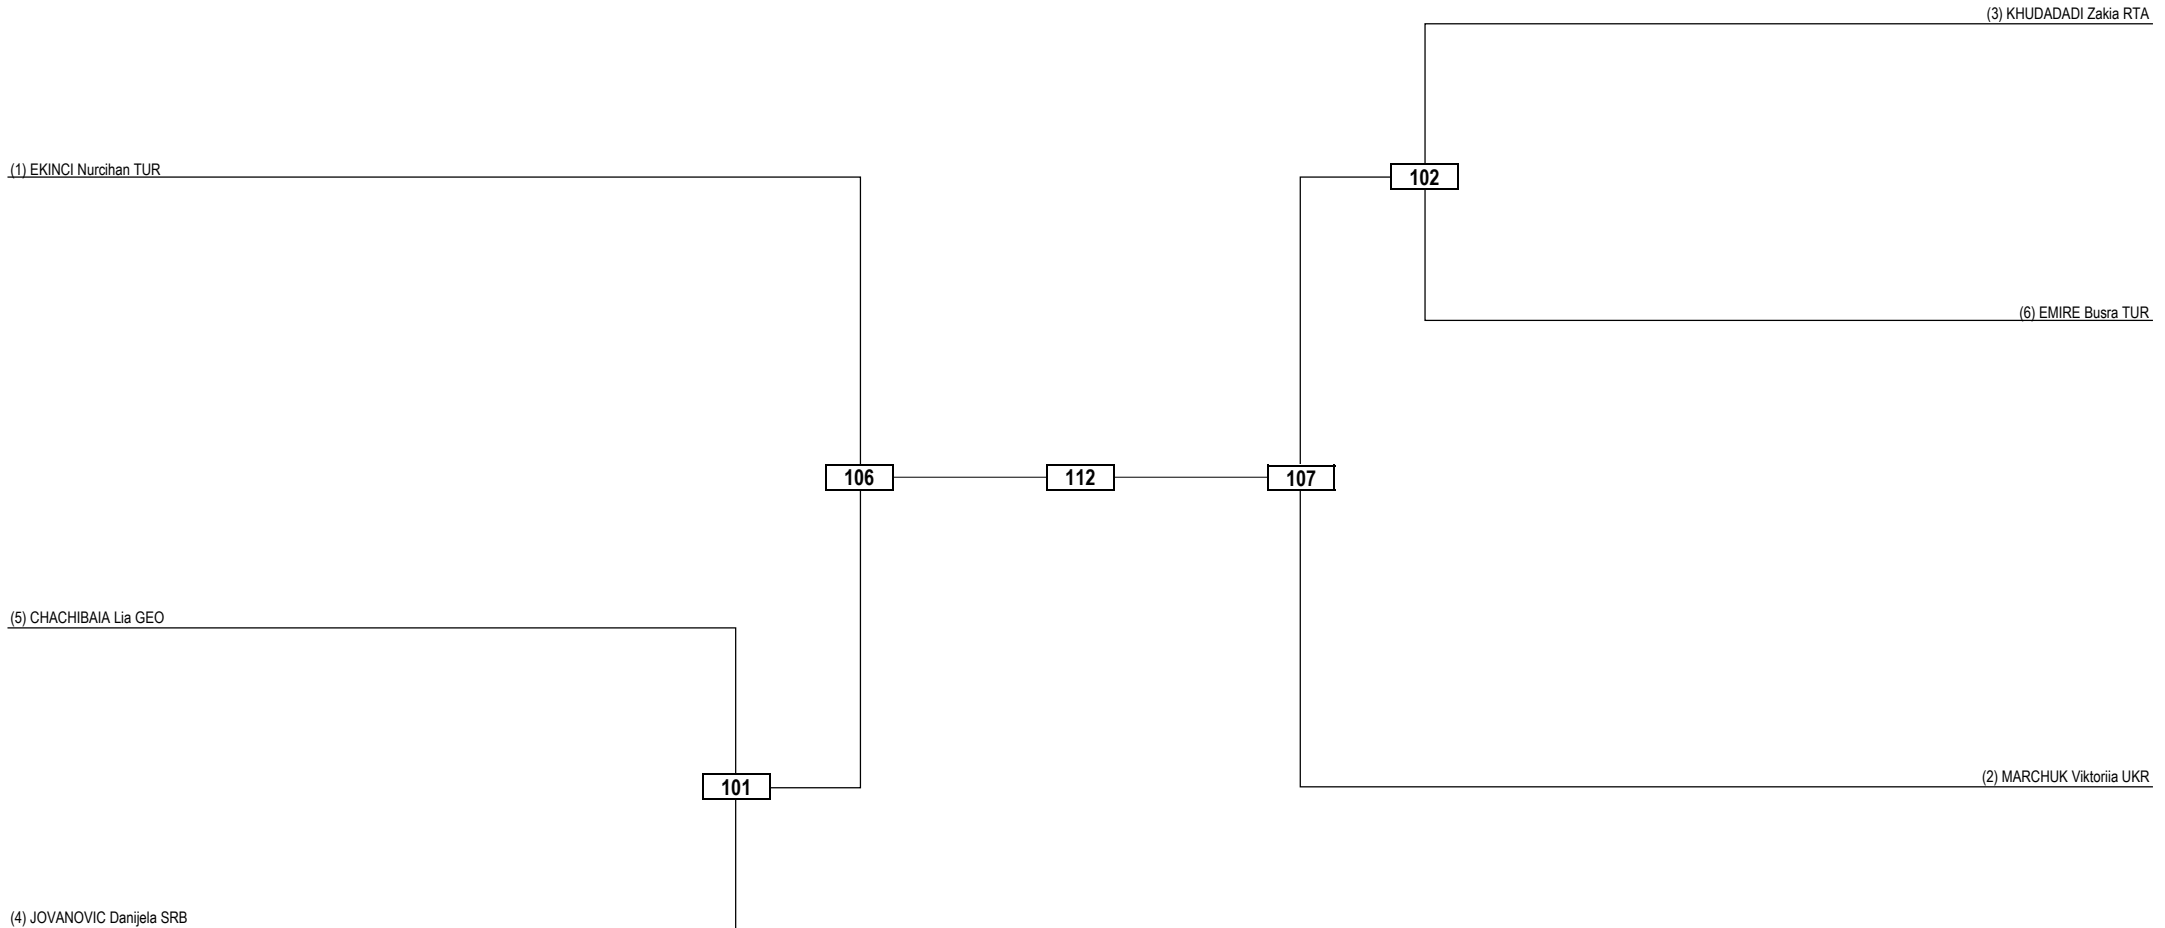 (3) KHUDADADI Zakia RTA
(1) EKINCI Nurcihan TUR
102
(6) EMIRE Busra TUR
106
112
107
(5) CHACHIBAIA Lia GEO
(2) MARCHUK Viktoriia UKR
101
(4) JOVANOVIC Danijela SRB